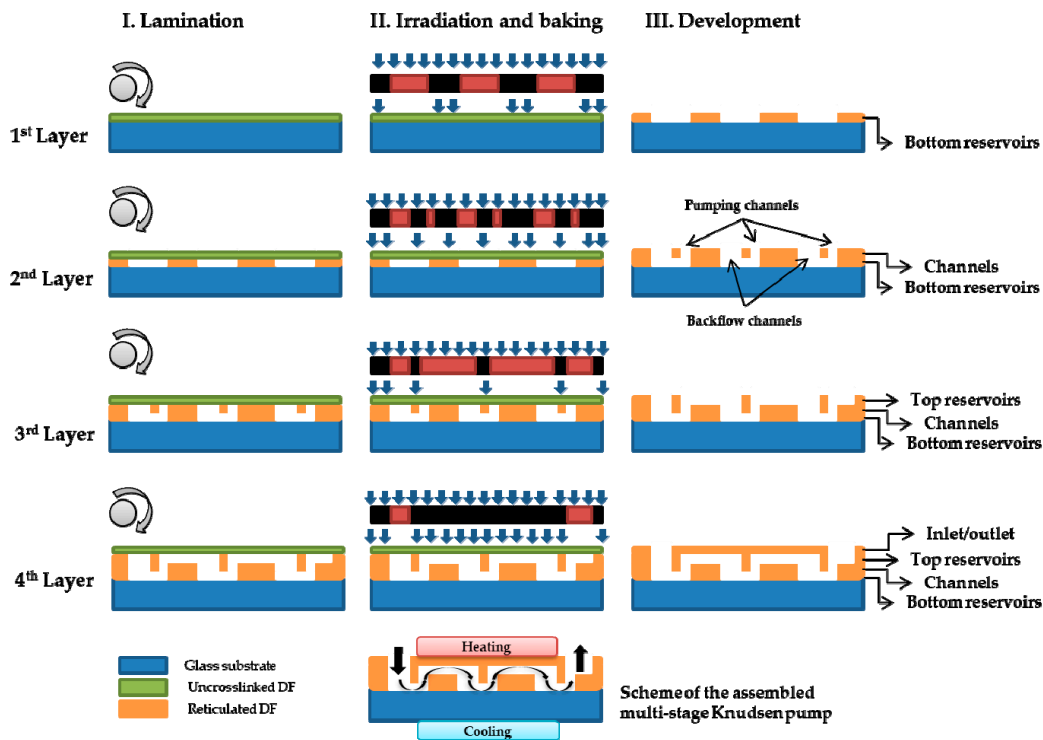 I. Lamination
II. Irradiation and baking
III. Development
1st Layer
Bottom reservoirs
2nd Layer
Pumping channels
Backflow channels
Channels
Bottom reservoirs
3rd Layer
Top reservoirs
Channels
Bottom reservoirs
4th Layer
Inlet/outlet
Top reservoirs
Channels
Bottom reservoirs
Glass substrate
Uncrosslinked DF
Reticulated DF
Heating
Cooling
Scheme of the assembled
multi-stage Knudsen pump